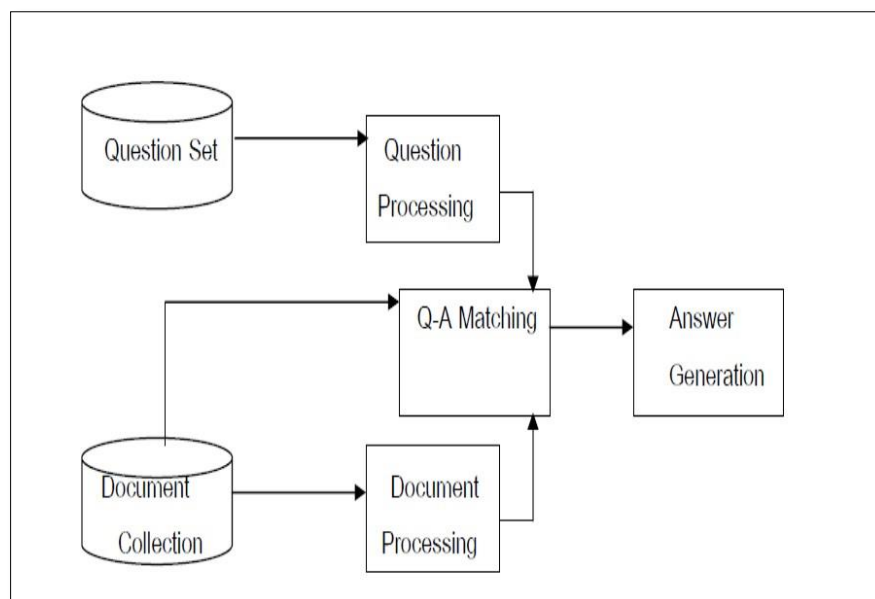 Question Set
Question
Processing
Q-A Matching
Answer
Generation
Document
Collection
Document
Processing